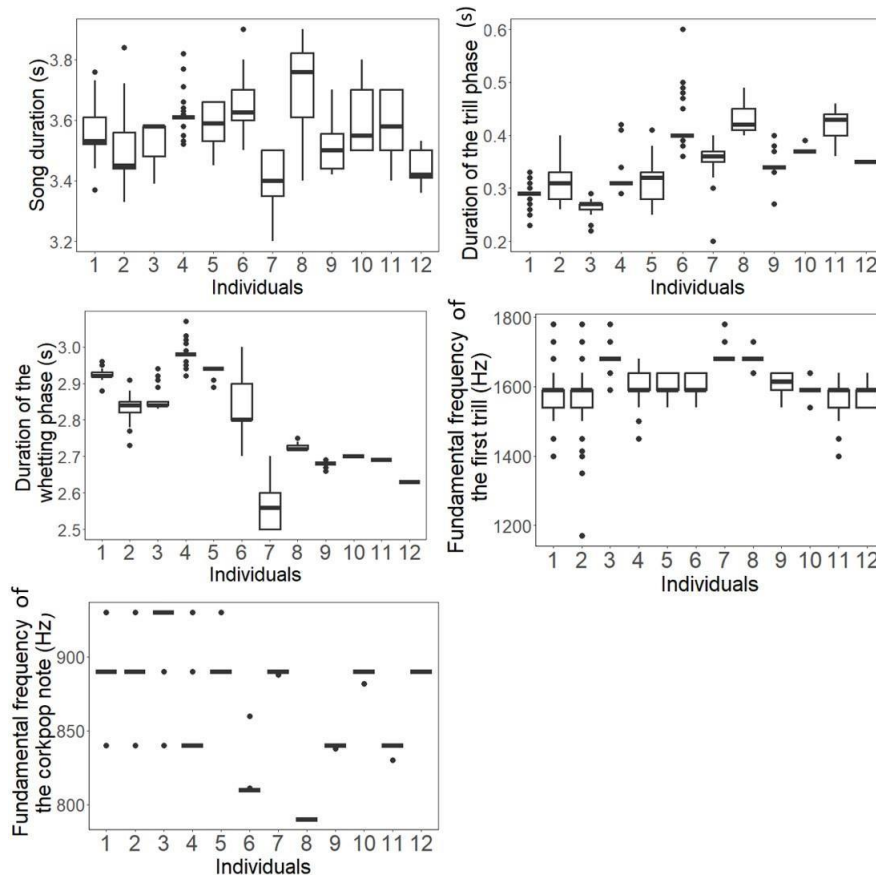 Song duration (s)
3.8
3.6
3.4
3.2
1 2 3 4 5 6 7 8 9 10 11 12
Individuals
Duration of the trill phase (s)
0.6
0.5
0.4
0.3
0.2
1 2 3 4 5 6 7 8 9 10 11 12
Individuals
Duration of the
whetting phase (s)
3.0
2.9
2.8
2.7
2.6
2.5
1 2 3 4 5 6 7 8 9 10 11 12
Individuals
Fundamental frequency of
the first trill (Hz)
1800
1600
1400
1200
1 2 3 4 5 6 7 8 9 10 11 12
Individuals
Fundamental frequency of
the corkpop note (Hz)
900
850
800
1 2 3 4 5 6 7 8 9 10 11 12
Individuals